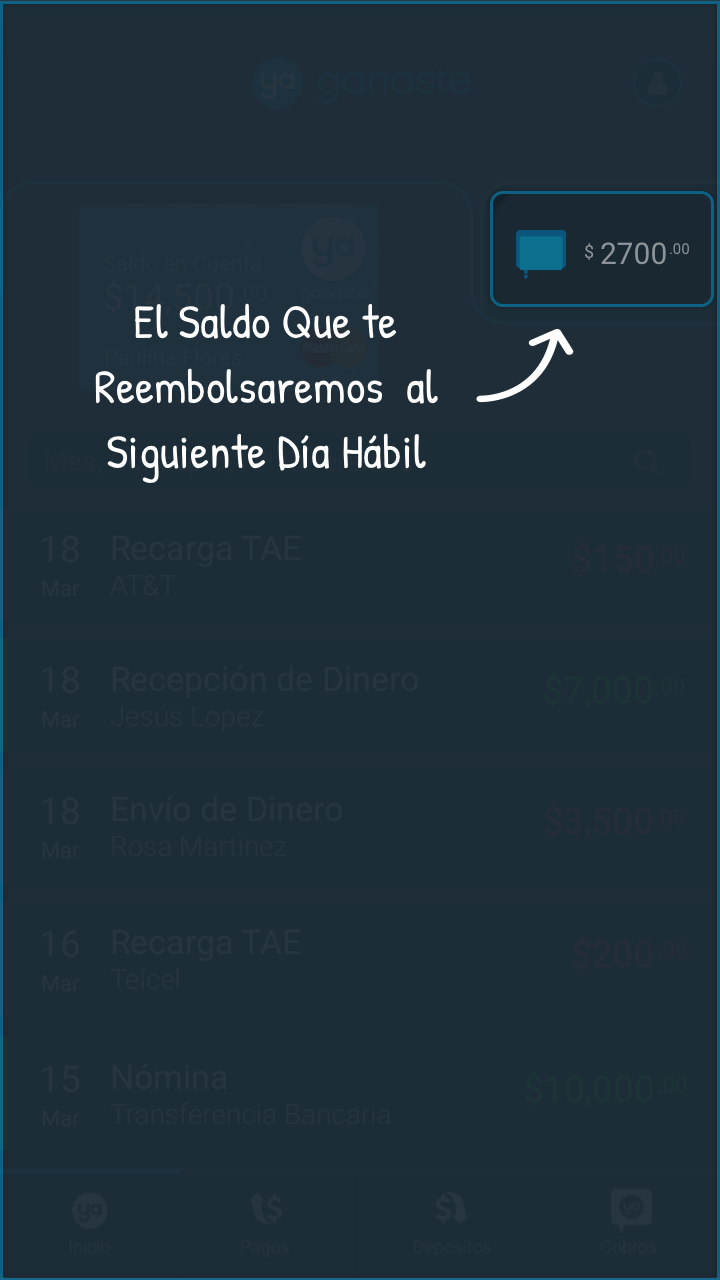 ya ganaste
$ 2700.00
Saldo en Cuenta
$14,500.00
Paulina Flores
El Saldo Que te
Reembolsaremos al
Siguiente Día Hábil
Mes
18 Recarga TAE $150.00
Mar AT&T
18 Recepción de Dinero $7,000.00
Mar Jesús Lopez
18 Envío de Dinero $3,500.00
Mar Rosa Martinez
16 Recarga TAE $200.00
Mar Telcel
15 Nómina $10,000.00
Mar Transferencia Bancaria
Inicio Pagos Depositos Cobros